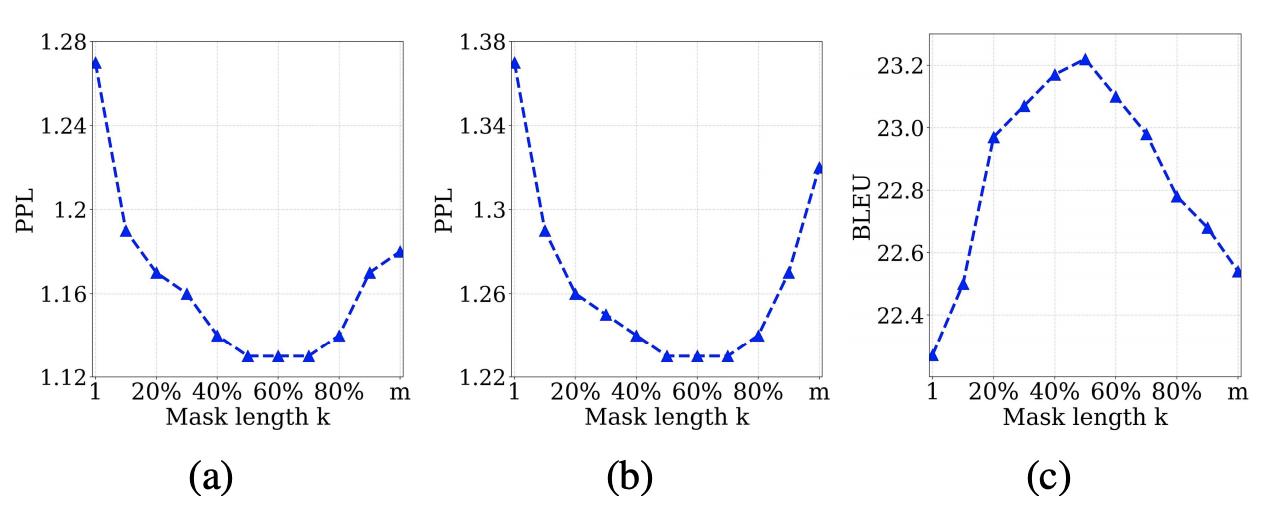 1.28
1.24
1.2
1.16
1.12
PPL
1 20% 40% 60% 80% m
Mask length k
(a)
1.38
1.34
1.3
1.26
1.22
PPL
1 20% 40% 60% 80% m
Mask length k
(b)
23.2
23.0
22.8
22.6
22.4
BLEU
1 20% 40% 60% 80% m
Mask length k
(c)